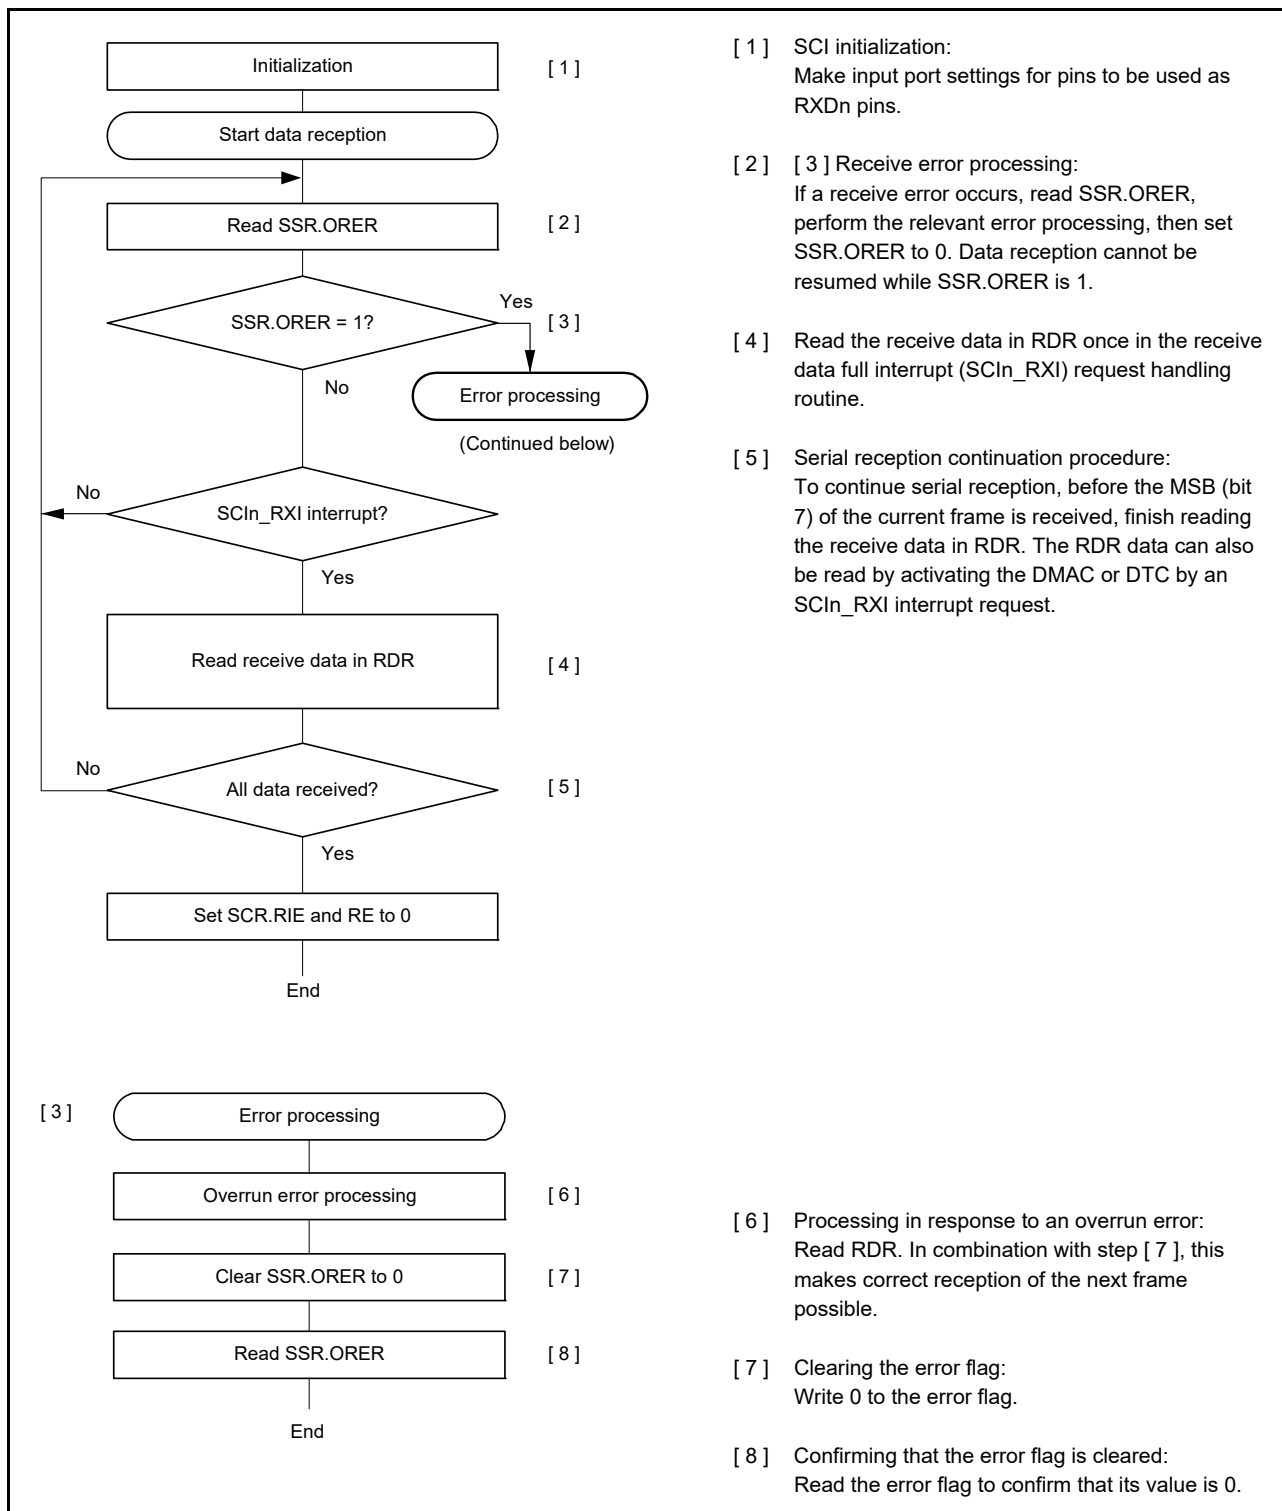 Initialization
[ 1 ]
Start data reception
Read SSR.ORER
[ 2 ]
SSR.ORER = 1?
Yes
[ 3 ]
No
Error processing
(Continued below)
No
SCIn_RXI interrupt?
Yes
Read receive data in RDR
[ 4 ]
No
All data received?
[ 5 ]
Yes
Set SCR.RIE and RE to 0
End
[ 1 ] SCI initialization:
Make input port settings for pins to be used as
RXDn pins.
[ 2 ] [ 3 ] Receive error processing:
If a receive error occurs, read SSR.ORER,
perform the relevant error processing, then set
SSR.ORER to 0. Data reception cannot be
resumed while SSR.ORER is 1.
[ 4 ] Read the receive data in RDR once in the receive
data full interrupt (SCIn_RXI) request handling
routine.
[ 5 ] Serial reception continuation procedure:
To continue serial reception, before the MSB (bit
7) of the current frame is received, finish reading
the receive data in RDR. The RDR data can also
be read by activating the DMAC or DTC by an
SCIn_RXI interrupt request.
[ 3 ]
Error processing
Overrun error processing
[ 6 ]
Clear SSR.ORER to 0
[ 7 ]
Read SSR.ORER
[ 8 ]
End
[ 6 ] Processing in response to an overrun error:
Read RDR. In combination with step [ 7 ], this
makes correct reception of the next frame
possible.
[ 7 ] Clearing the error flag:
Write 0 to the error flag.
[ 8 ] Confirming that the error flag is cleared:
Read the error flag to confirm that its value is 0.